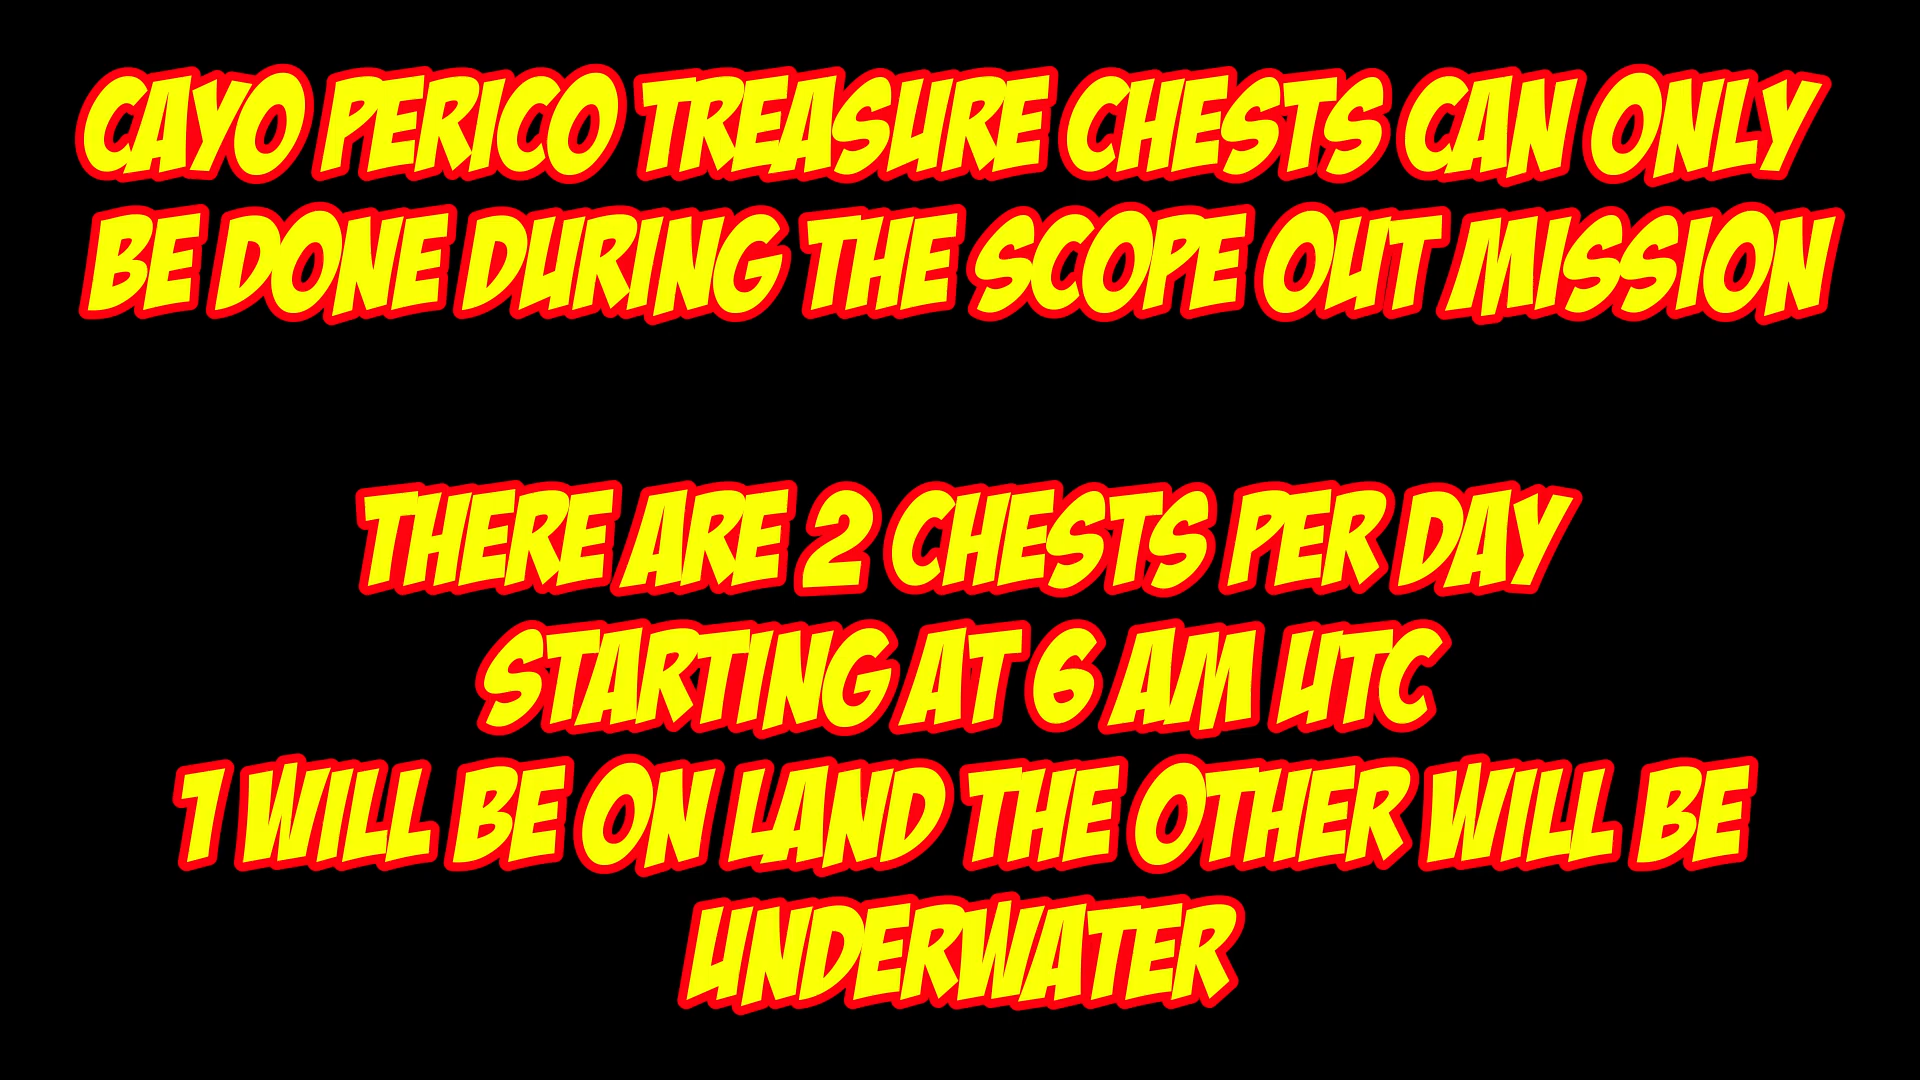 CAYO PERICO TREASURE CHESTS CAN ONLY
BE DONE DURING THE SCOPE OUT MISSION
THERE ARE 2 CHESTS PER DAY
STARTING AT 6 AM UTC
1 WILL BE ON LAND THE OTHER WILL BE
UNDERWATER